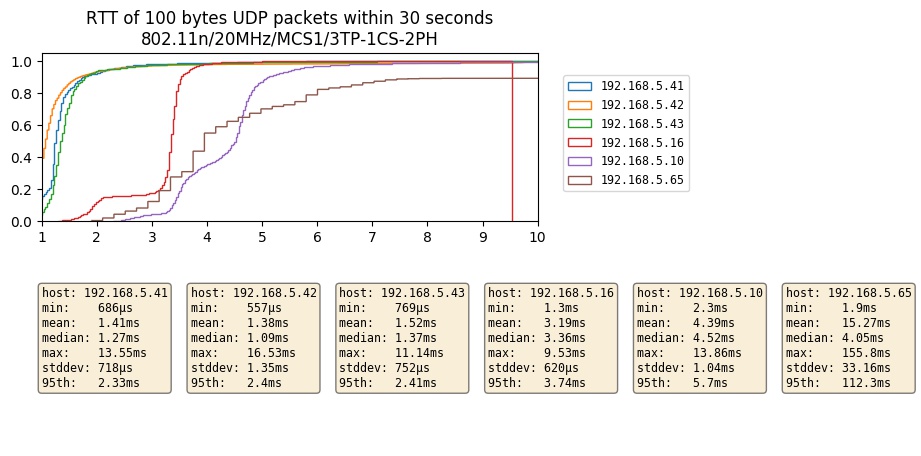 RTT of 100 bytes UDP packets within 30 seconds
802.11n/20MHz/MCS1/3TP-1CS-2PH
1.0
0.8
0.6
0.4
0.2
0.0
1 2 3 4 5 6 7 8 9 10
192.168.5.41
192.168.5.42
192.168.5.43
192.168.5.16
192.168.5.10
192.168.5.65
host: 192.168.5.41
min: 686µs
mean: 1.41ms
median: 1.27ms
max: 13.55ms
stddev: 718µs
95th: 2.33ms
host: 192.168.5.42
min: 557µs
mean: 1.38ms
median: 1.09ms
max: 16.53ms
stddev: 1.35ms
95th: 2.4ms
host: 192.168.5.43
min: 769µs
mean: 1.52ms
median: 1.37ms
max: 11.14ms
stddev: 752µs
95th: 2.41ms
host: 192.168.5.16
min: 1.3ms
mean: 3.19ms
median: 3.36ms
max: 9.53ms
stddev: 620µs
95th: 3.74ms
host: 192.168.5.10
min: 2.3ms
mean: 4.39ms
median: 4.52ms
max: 13.86ms
stddev: 1.04ms
95th: 5.7ms
host: 192.168.5.65
min: 1.9ms
mean: 15.27ms
median: 4.05ms
max: 155.8ms
stddev: 33.16ms
95th: 112.3ms